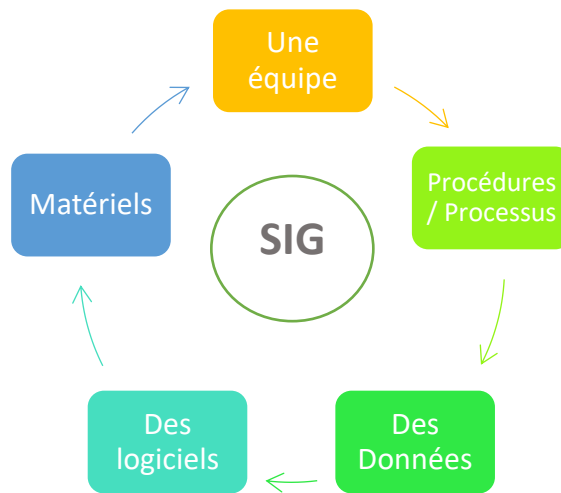 Une
équipe
Procédures
/ Processus
Des
Données
Des
logiciels
Matériels
SIG